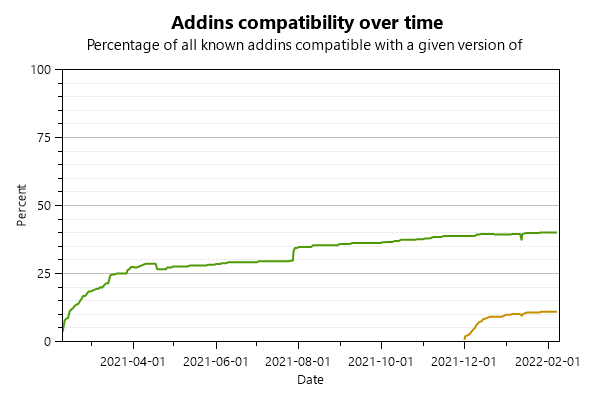 Addins compatibility over time
Percentage of all known addins compatible with a given version of
100
75
50
25
0
Percent
2021-04-01 2021-06-01 2021-08-01 2021-10-01 2021-12-01 2022-02-01
Date